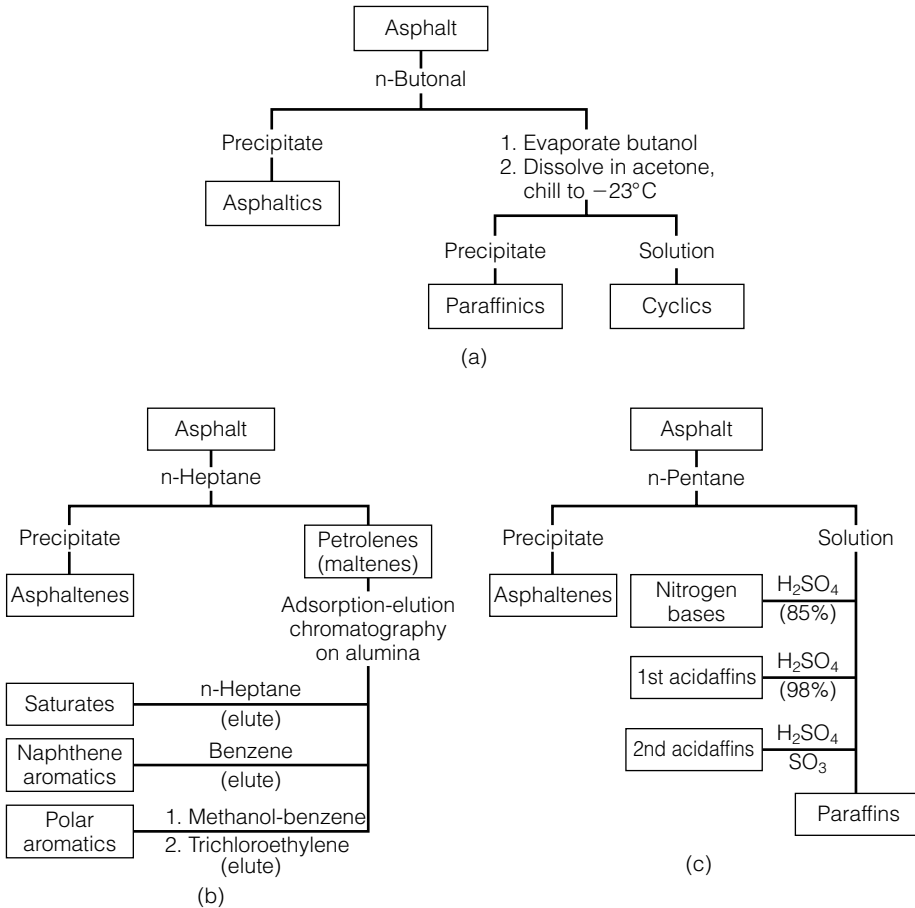 Asphalt
n-Butonal
Precipitate
Asphaltics
1. Evaporate butanol
2. Dissolve in acetone,
chill to −23°C
Precipitate
Paraffinics
Solution
Cyclics
(a)
Asphalt
n-Heptane
Precipitate
Asphaltenes
Petrolenes
(maltenes)
Adsorption-elution
chromatography
on alumina
Saturates
n-Heptane
(elute)
Naphthene
aromatics
Benzene
(elute)
Polar
aromatics
1. Methanol-benzene
2. Trichloroethylene
(elute)
(b)
Asphalt
n-Pentane
Precipitate
Asphaltenes
Solution
Nitrogen
bases
H₂SO₄
(85%)
1st acidaffins
H₂SO₄
(98%)
2nd acidaffins
H₂SO₄
SO₃
Paraffins
(c)